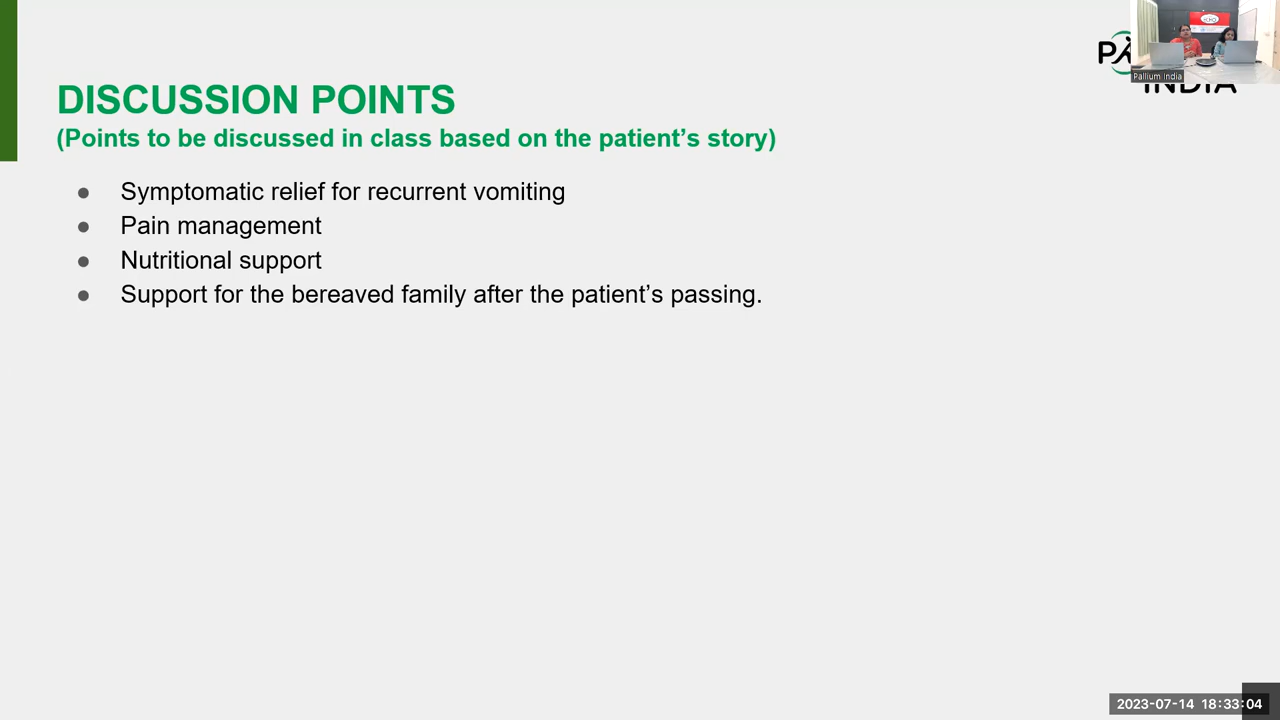 DISCUSSION POINTS
(Points to be discussed in class based on the patient’s story)
● Symptomatic relief for recurrent vomiting
● Pain management
● Nutritional support
● Support for the bereaved family after the patient’s passing.
Pallium India
INDIA
2023-07-14 18:33:04